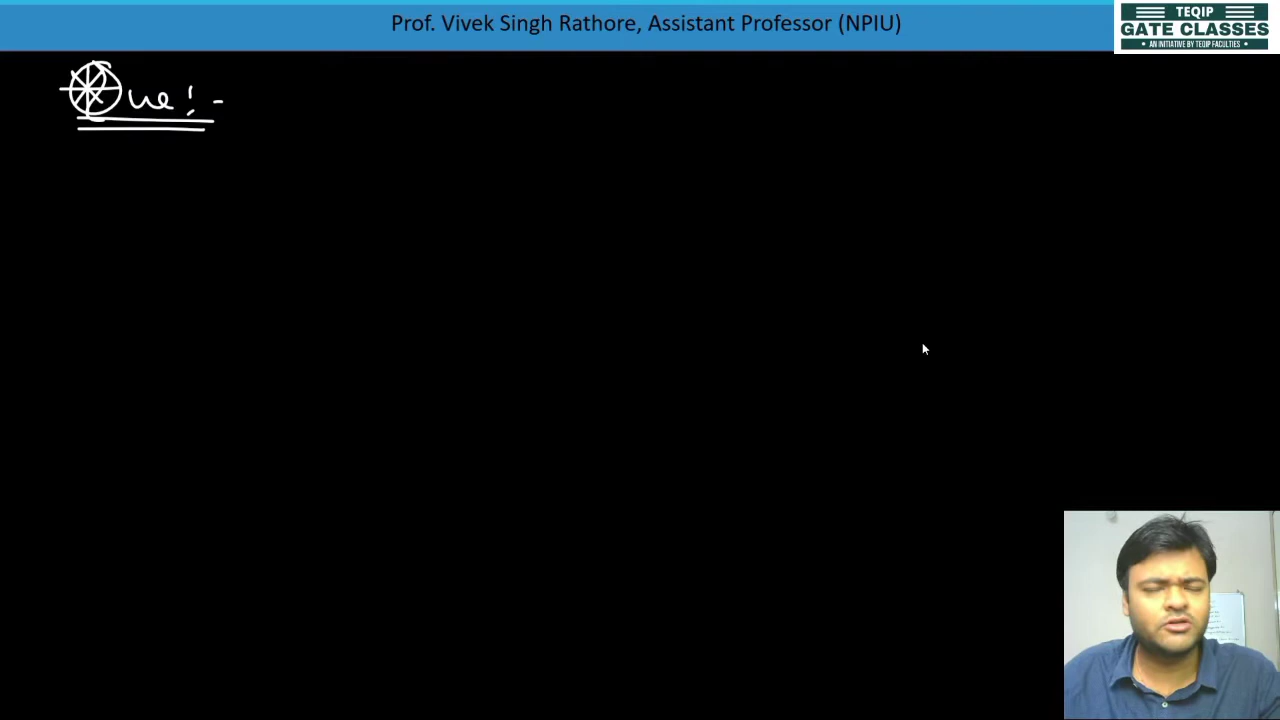 Prof. Vivek Singh Rathore, Assistant Professor (NPIU)
TEQIP
GATE CLASSES
• AN INITIATIVE BY TEQIP FACULTIES •
Que:-